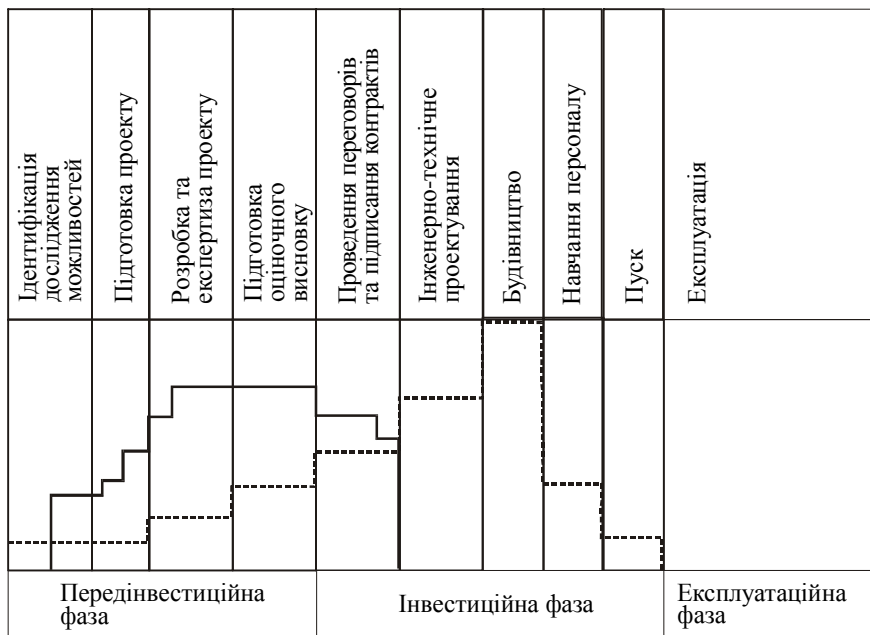 Ідентифікація
дослідження
можливостей
Підготовка проекту
Розробка та
експертиза проекту
Підготовка
оціночного
висновку
Проведення переговорів
та підписання контрактів
Інженерно-технічне
проектування
Будівництво
Навчання персоналу
Пуск
Експлуатація
Передінвестиційна
фаза
Інвестиційна фаза
Експлуатаційна
фаза